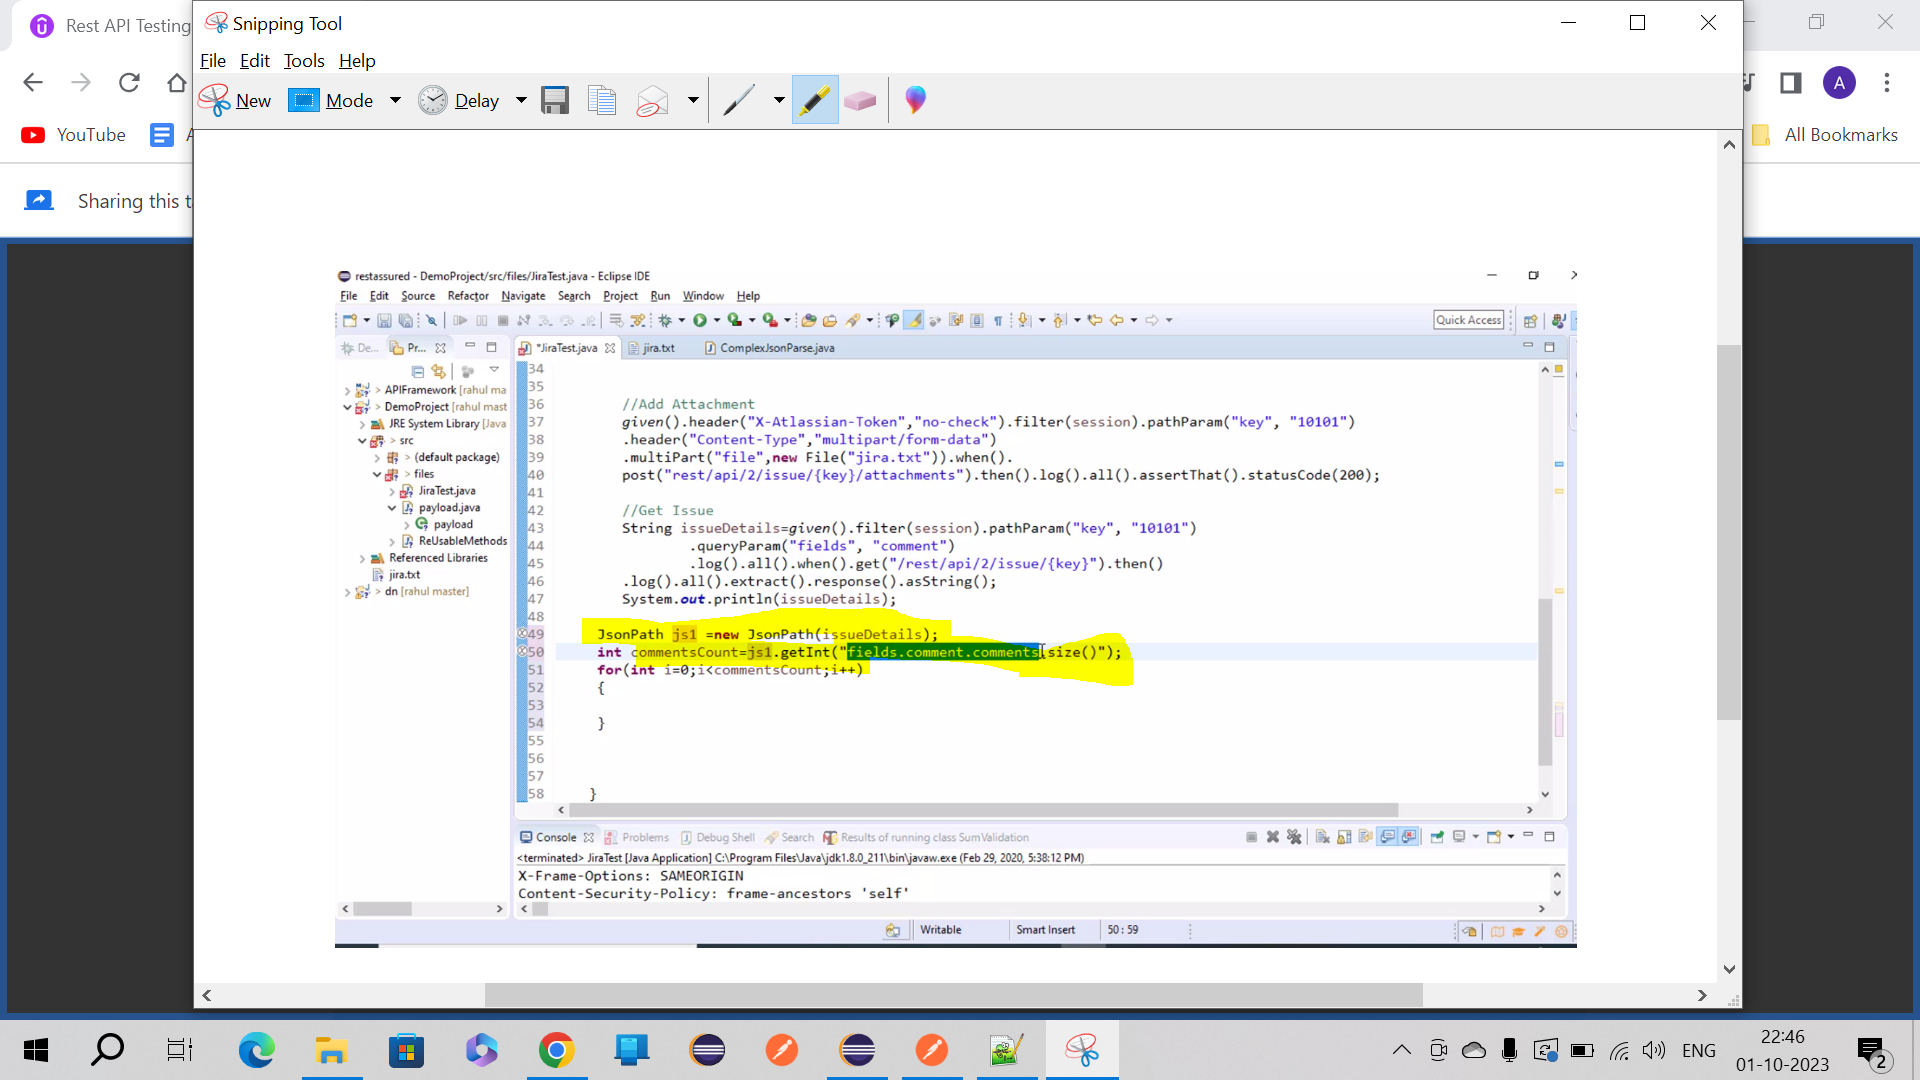 Rest API Testing
Snipping Tool
File Edit Tools Help
New Mode Delay
YouTube
All Bookmarks
A
Sharing this t
restassured - DemoProject/src/files/JiraTest.java - Eclipse IDE
File Edit Source Refactor Navigate Search Project Run Window Help
Quick Access
De... Pr... *JiraTest.java jira.txt ComplexJsonParse.java
> APIFramework [rahul ma
> DemoProject [rahul mast
JRE System Library [Java
> src
> (default package)
> files
JiraTest.java
payload.java
payload
ReUsableMethods
Referenced Libraries
jira.txt
> dn [rahul master]
34
35
36 //Add Attachment
37 given().header("X-Atlassian-Token","no-check").filter(session).pathParam("key", "10101")
38 .header("Content-Type","multipart/form-data")
39 .multiPart("file",new File("jira.txt")).when().
40 post("rest/api/2/issue/{key}/attachments").then().log().all().assertThat().statusCode(200);
41
42 //Get Issue
43 String issueDetails=given().filter(session).pathParam("key", "10101")
44 .queryParam("fields", "comment")
45 .log().all().when().get("/rest/api/2/issue/{key}").then()
46 .log().all().extract().response().asString();
47 System.out.println(issueDetails);
48
49 JsonPath js1 =new JsonPath(issueDetails);
50 int commentsCount=js1.getInt("fields.comment.comments.size()");
51 for(int i=0;i<commentsCount;i++)
52 {
53
54 }
55
56
57
58 }
Console Problems Debug Shell Search Results of running class SumValidation
<terminated> JiraTest [Java Application] C:\Program Files\Java\jdk1.8.0_211\bin\javaw.exe (Feb 29, 2020, 5:38:12 PM)
X-Frame-Options: SAMEORIGIN
Content-Security-Policy: frame-ancestors 'self'
Writable Smart Insert 50 : 59
ENG
22:46
01-10-2023
2